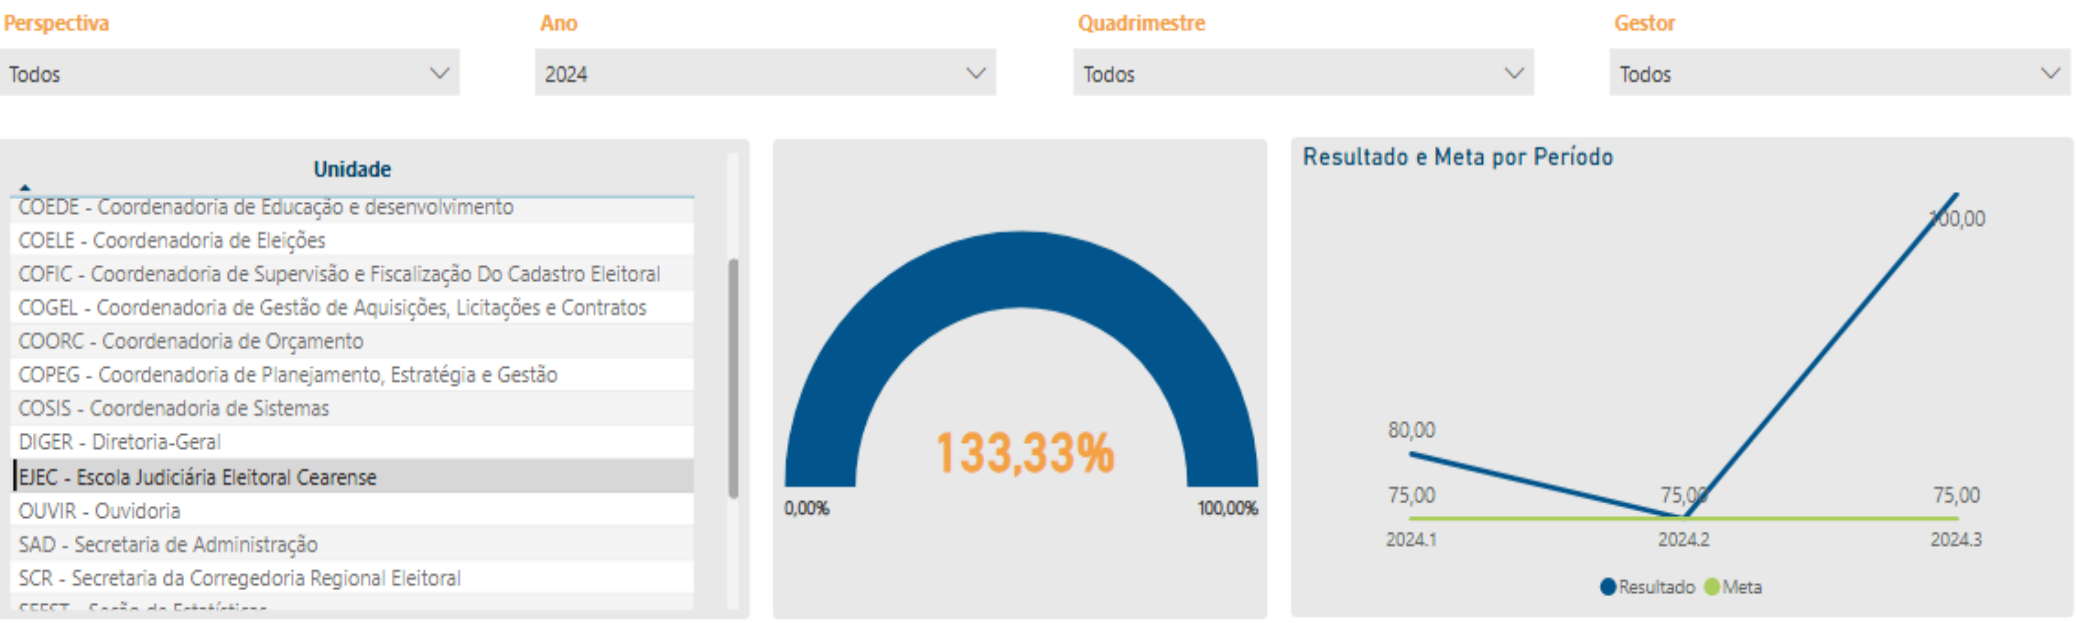 Perspectiva
Todos
Ano
2024
Quadrimestre
Todos
Gestor
Todos
Unidade
COEDE - Coordenadoria de Educação e desenvolvimento
COELE - Coordenadoria de Eleições
COFIC - Coordenadoria de Supervisão e Fiscalização Do Cadastro Eleitoral
COGEL - Coordenadoria de Gestão de Aquisições, Licitações e Contratos
COORC - Coordenadoria de Orçamento
COPEG - Coordenadoria de Planejamento, Estratégia e Gestão
COSIS - Coordenadoria de Sistemas
DIGER - Diretoria-Geral
EJEC - Escola Judiciária Eleitoral Cearense
OUVIR - Ouvidoria
SAD - Secretaria de Administração
SCR - Secretaria da Corregedoria Regional Eleitoral
133,33%
0,00%
100,00%
Resultado e Meta por Período
100,00
80,00
75,00
75,00
75,00
2024.1
2024.2
2024.3
Resultado
Meta